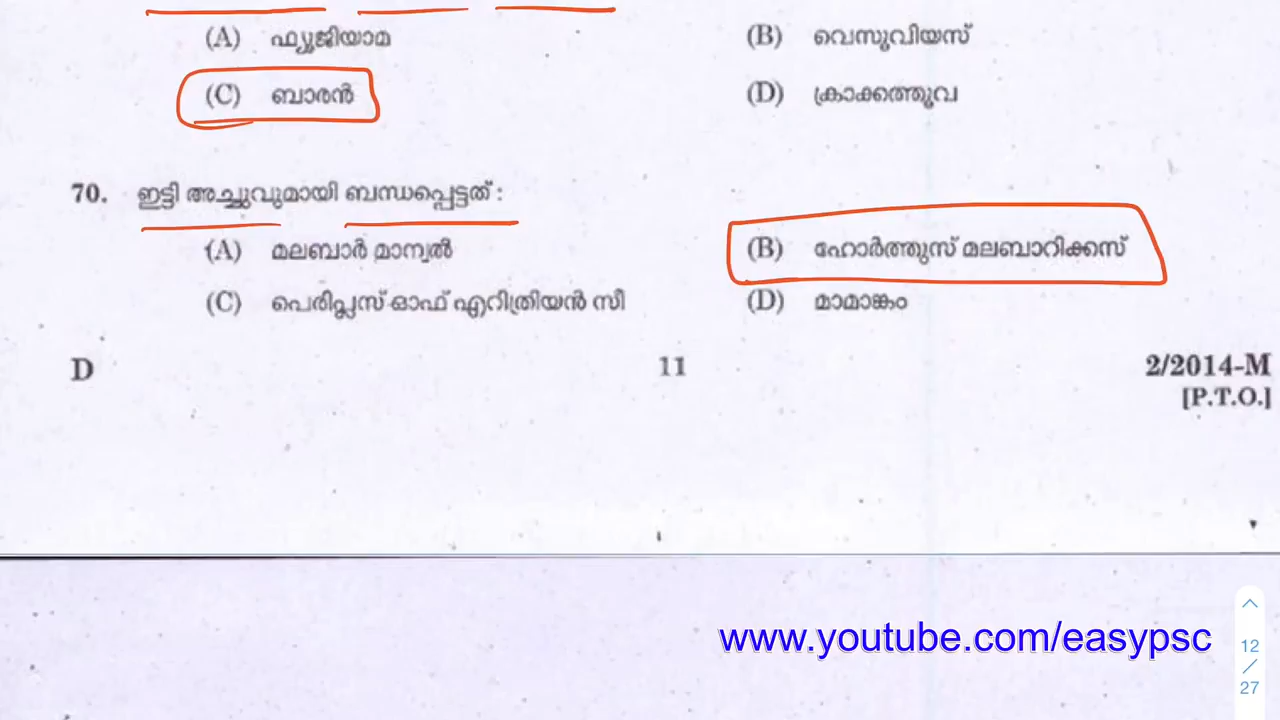 (A) ഫ്യൂജിയാമ (B) വെസൂവിയസ്
(C) ബാരൻ (D) ക്രാക്കത്തൂവ
70. ഇട്ടി അച്ചുവുമായി ബന്ധപ്പെട്ടത് :
(A) മലബാർ മാന്വൽ (B) ഹോർത്തുസ് മലബാറിക്കസ്
(C) പെരിപ്ലസ് ഓഫ് എറിത്രിയൻ സീ (D) മാമാങ്കം
D 11 2/2014-M
[P.T.O.]
www.youtube.com/easypsc
12
/
27